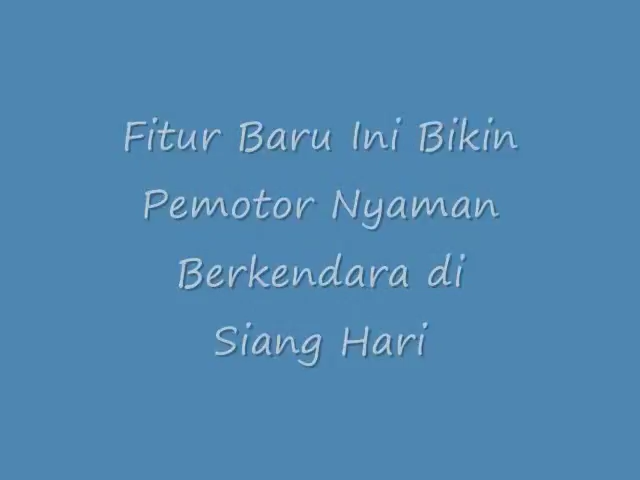 Fitur Baru Ini Bikin
Pemotor Nyaman
Berkendara di
Siang Hari